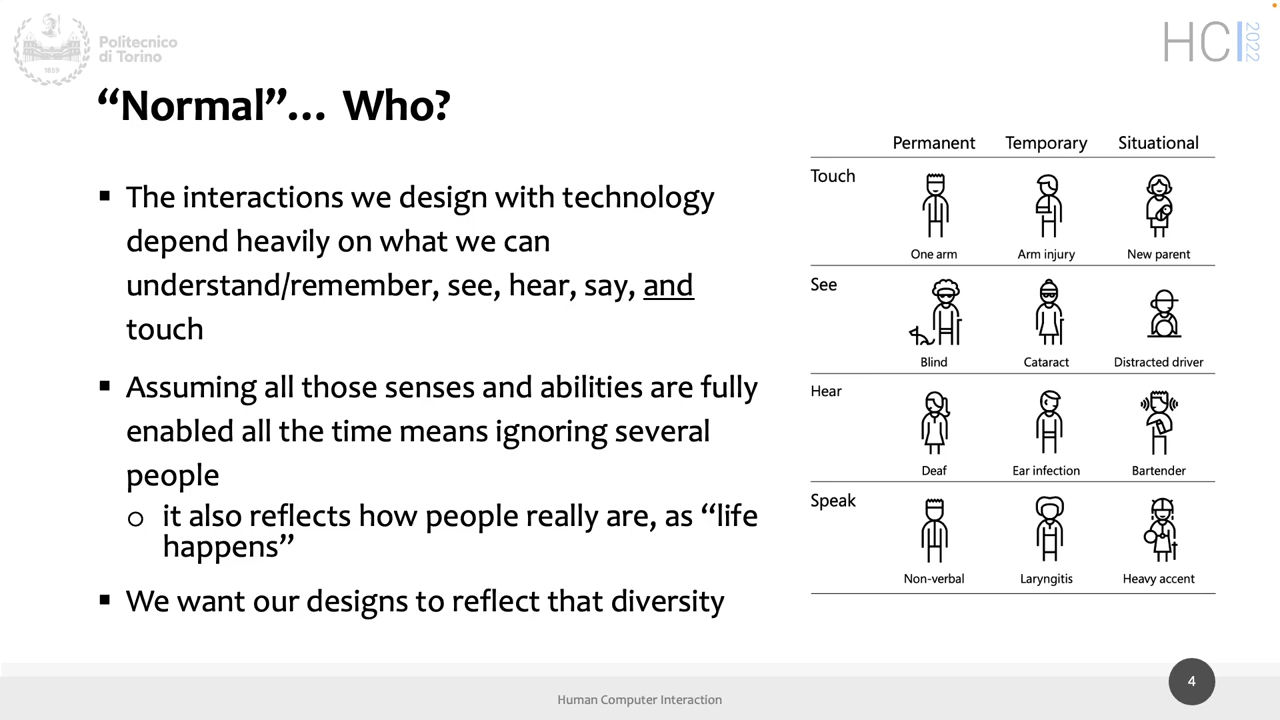 Politecnico
di Torino
1859
HCI
2022
“Normal”… Who?
▪ The interactions we design with technology
depend heavily on what we can
understand/remember, see, hear, say, and
touch
▪ Assuming all those senses and abilities are fully
enabled all the time means ignoring several
people
o it also reflects how people really are, as “life
happens”
▪ We want our designs to reflect that diversity
Permanent Temporary Situational
Touch
One arm Arm injury New parent
See
Blind Cataract Distracted driver
Hear
Deaf Ear infection Bartender
Speak
Non-verbal Laryngitis Heavy accent
Human Computer Interaction
4